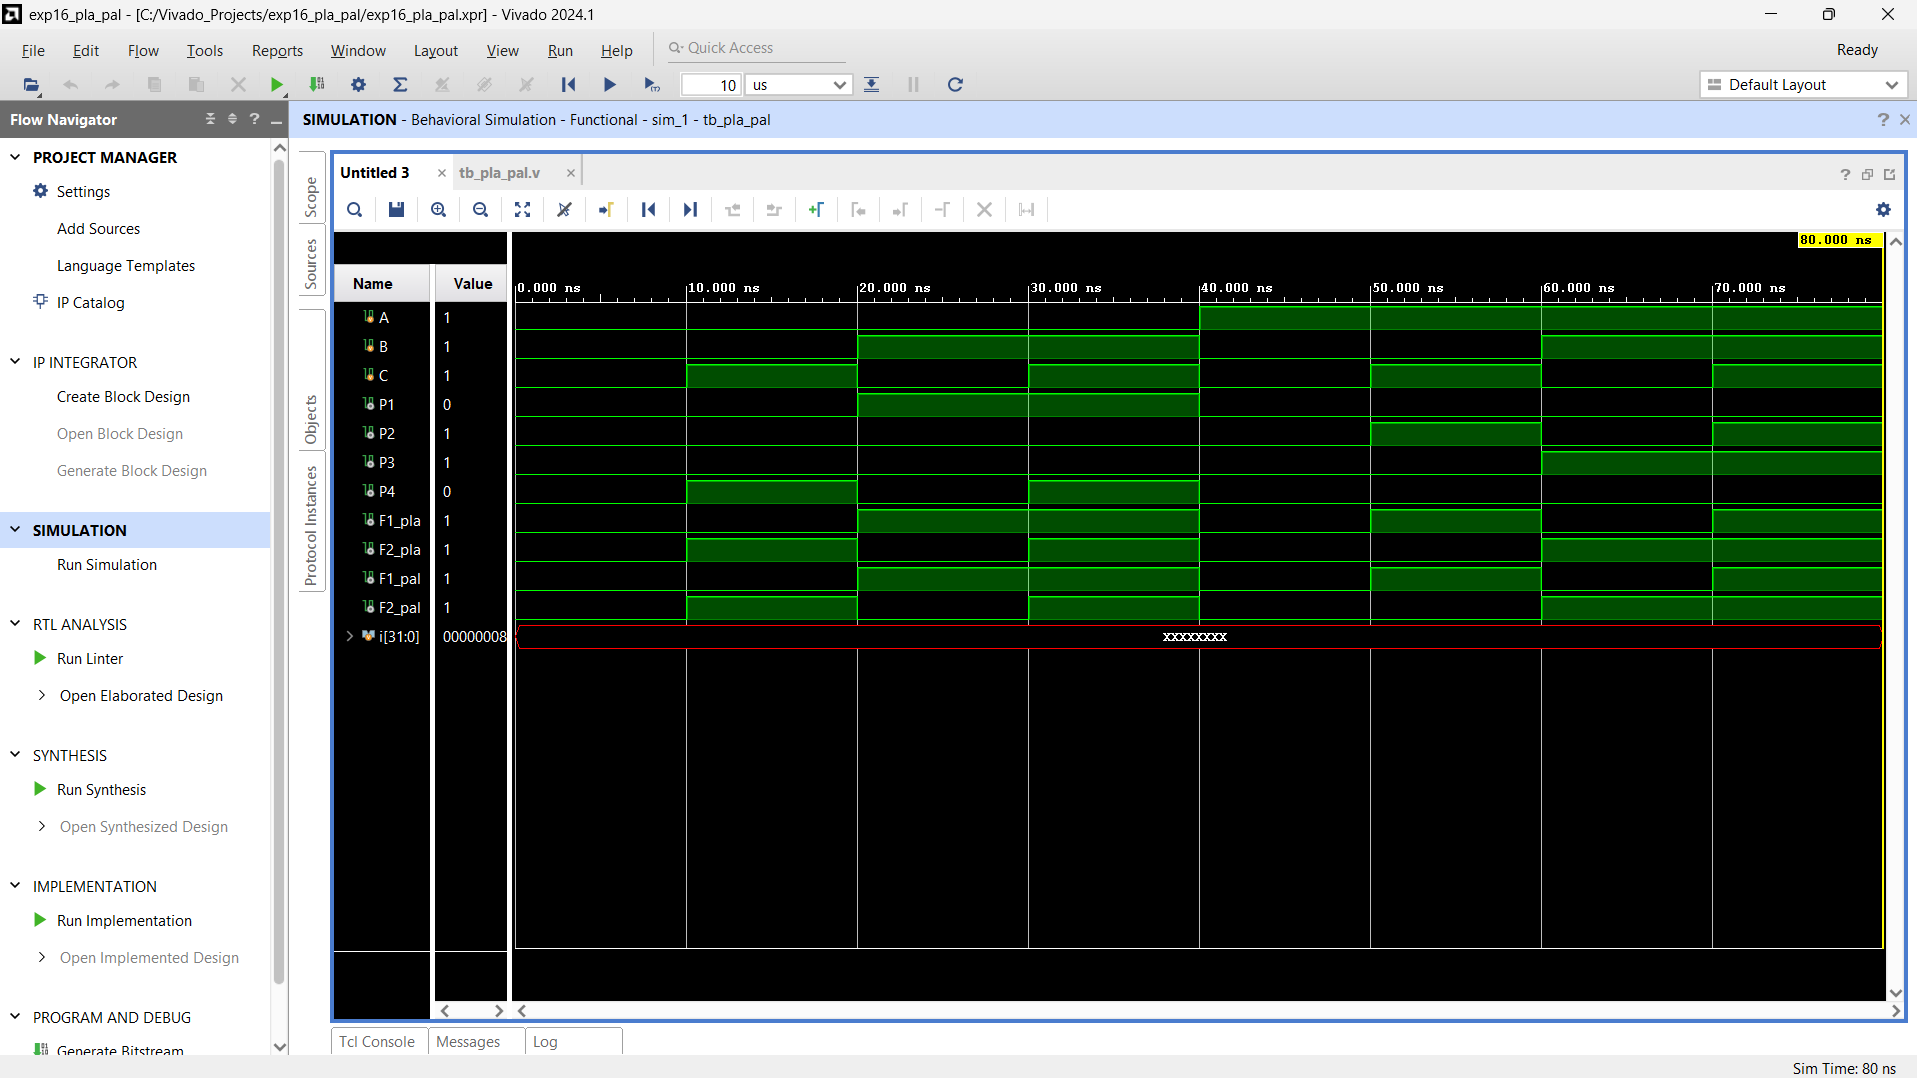 exp16_pla_pal - [C:/Vivado_Projects/exp16_pla_pal/exp16_pla_pal.xpr] - Vivado 2024.1
File Edit Flow Tools Reports Window Layout View Run Help Quick Access Ready
10 us Default Layout
Flow Navigator
SIMULATION - Behavioral Simulation - Functional - sim_1 - tb_pla_pal
PROJECT MANAGER
Settings
Add Sources
Language Templates
IP Catalog
IP INTEGRATOR
Create Block Design
Open Block Design
Generate Block Design
SIMULATION
Run Simulation
RTL ANALYSIS
Run Linter
Open Elaborated Design
SYNTHESIS
Run Synthesis
Open Synthesized Design
IMPLEMENTATION
Run Implementation
Open Implemented Design
PROGRAM AND DEBUG
Generate Bitstream
Scope
Sources
Objects
Protocol Instances
Untitled 3 tb_pla_pal.v
80.000 ns
Name Value
0.000 ns 10.000 ns 20.000 ns 30.000 ns 40.000 ns 50.000 ns 60.000 ns 70.000 ns
A 1
B 1
C 1
P1 0
P2 1
P3 1
P4 0
F1_pla 1
F2_pla 1
F1_pal 1
F2_pal 1
i[31:0] 00000008 XXXXXXXX
Tcl Console Messages Log
Sim Time: 80 ns